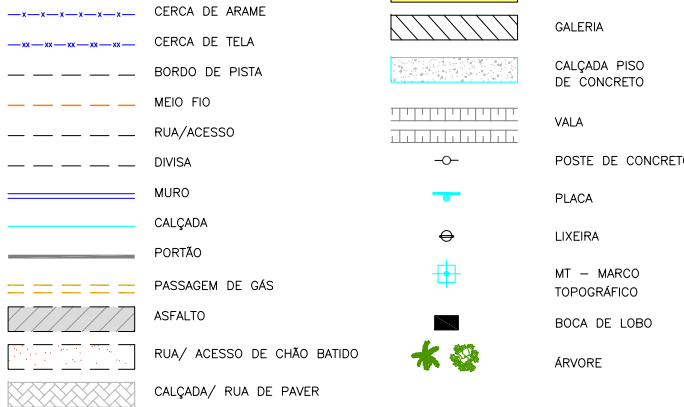 CERCA DE ARAME
CERCA DE TELA
BORDO DE PISTA
MEIO FIO
RUA/ACESSO
DIVISA
MURO
CALÇADA
PORTÃO
PASSAGEM DE GÁS
ASFALTO
RUA/ ACESSO DE CHÃO BATIDO
CALÇADA/ RUA DE PAVER
GALERIA
CALÇADA PISO
DE CONCRETO
VALA
POSTE DE CONCRETO
PLACA
LIXEIRA
MT – MARCO
TOPOGRÁFICO
BOCA DE LOBO
ÁRVORE